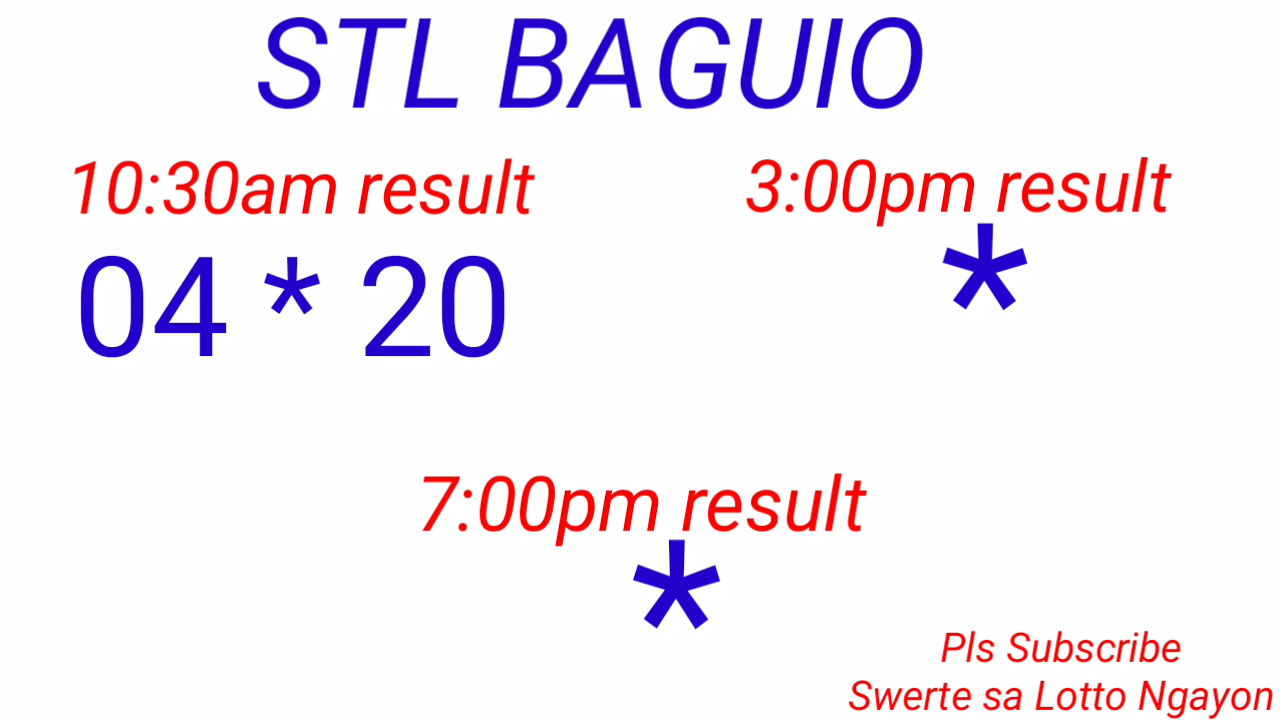 STL BAGUIO
10:30am result
3:00pm result
04 * 20
*
7:00pm result
*
Pls Subscribe
Swerte sa Lotto Ngayon